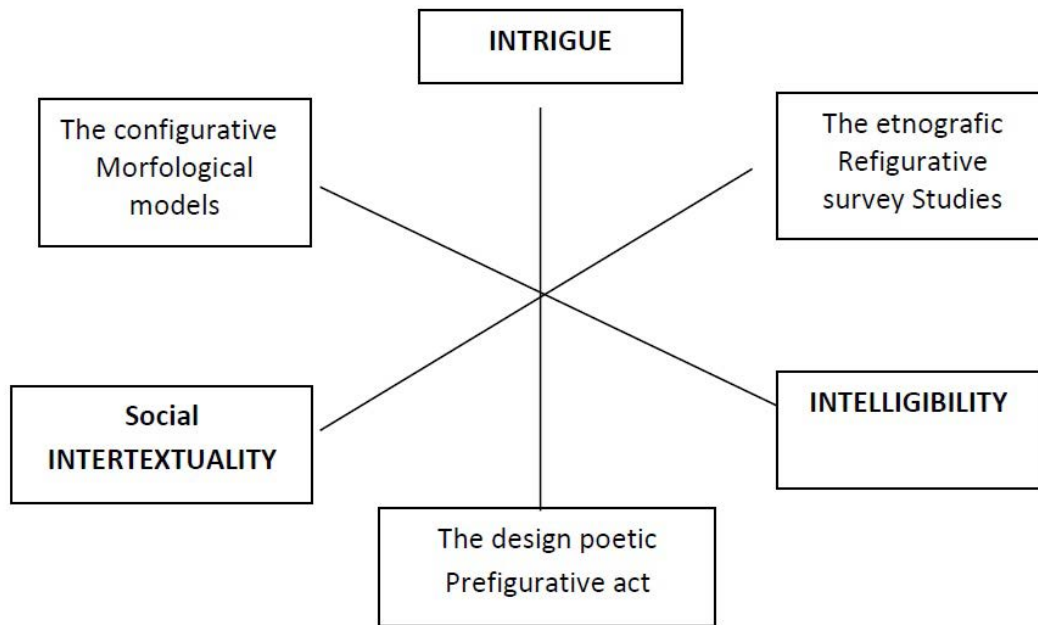 INTRIGUE
The configurative
Morfological
models
The etnografic
Refigurative
survey Studies
Social
INTERTEXTUALITY
INTELLIGIBILITY
The design poetic
Prefigurative act